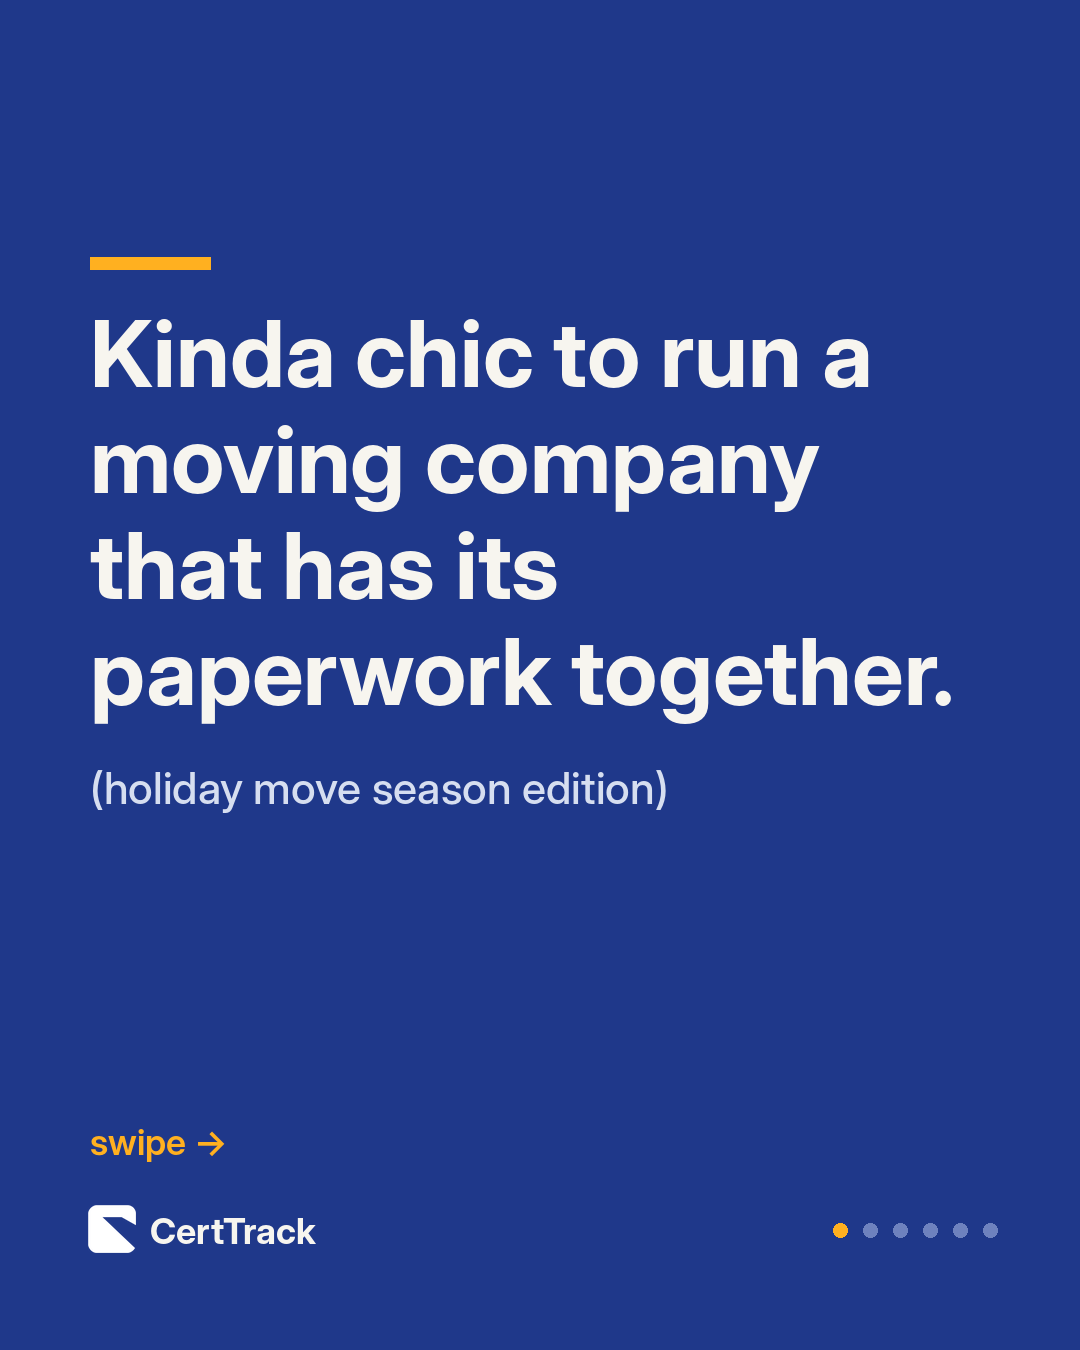 Kinda chic to run a
moving company
that has its
paperwork together.
(holiday move season edition)
swipe →
CertTrack